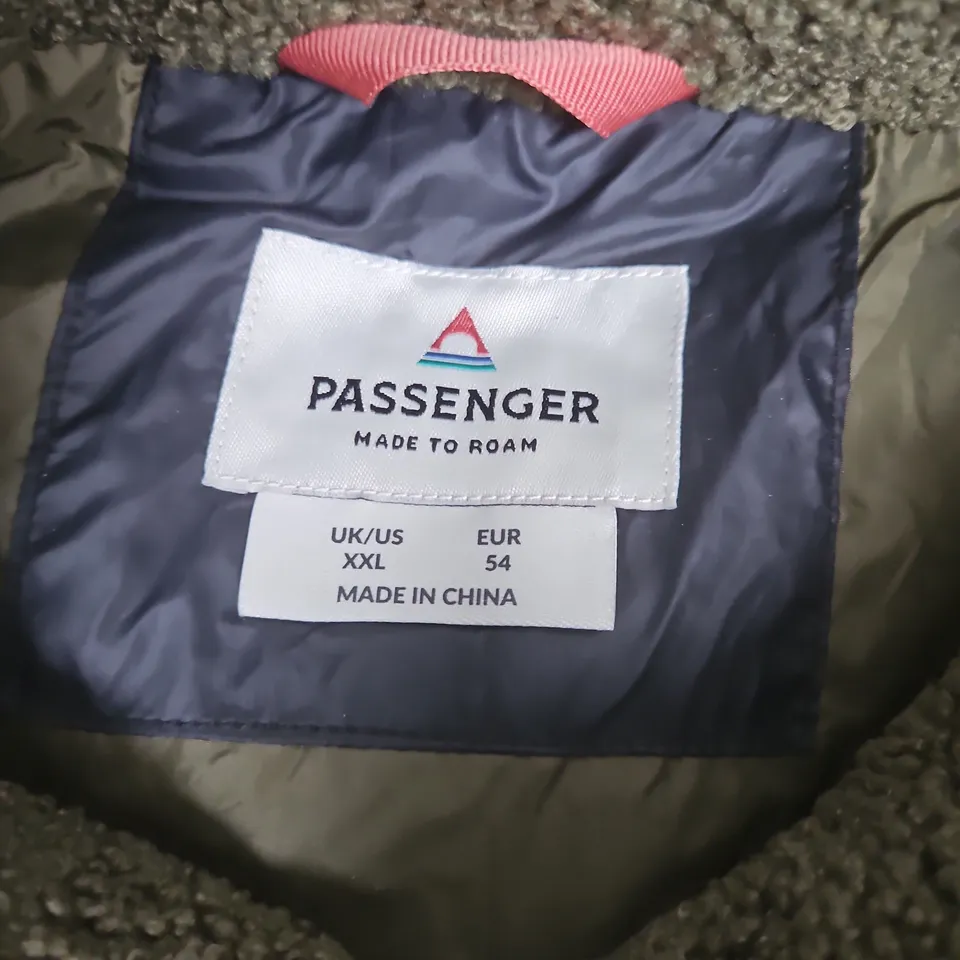 PASSENGER
MADE TO ROAM
UK/US EUR
XXL 54
MADE IN CHINA